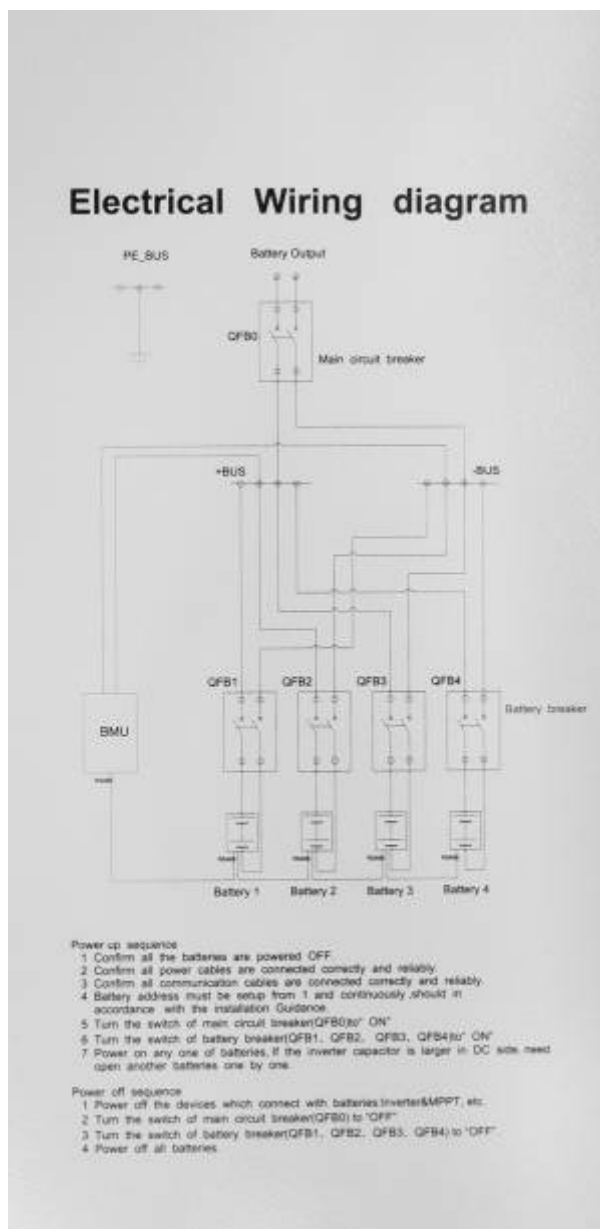 Electrical Wiring diagram
PE_BUS
Battery Output
QFB0
Main circuit breaker
+BUS
-BUS
QFB1
QFB2
QFB3
QFB4
Battery breaker
BMU
Battery 1
Battery 2
Battery 3
Battery 4
Power up sequence
1 Confirm all the batteries are powered OFF.
2 Confirm all power cables are connected correctly and reliably.
3 Confirm all communication cables are connected correctly and reliably.
4 Battery address must be setup from 1 and continuously ,should in
accordance with the installation Guidance.
5 Turn the switch of main circuit breaker(QFB0)to" ON"
6 Turn the switch of battery breaker(QFB1、QFB2、QFB3、QFB4)to" ON"
7 Power on any one of batteries, If the inverter capacitor is larger in DC side, need
open another batteries one by one.
Power off sequence
1 Power off the devices which connect with batteries:Inverter&MPPT, etc.
2 Turn the switch of main circuit breaker(QFB0) to "OFF"
3 Turn the switch of battery breaker(QFB1、QFB2、QFB3、QFB4) to "OFF".
4 Power off all batteries.